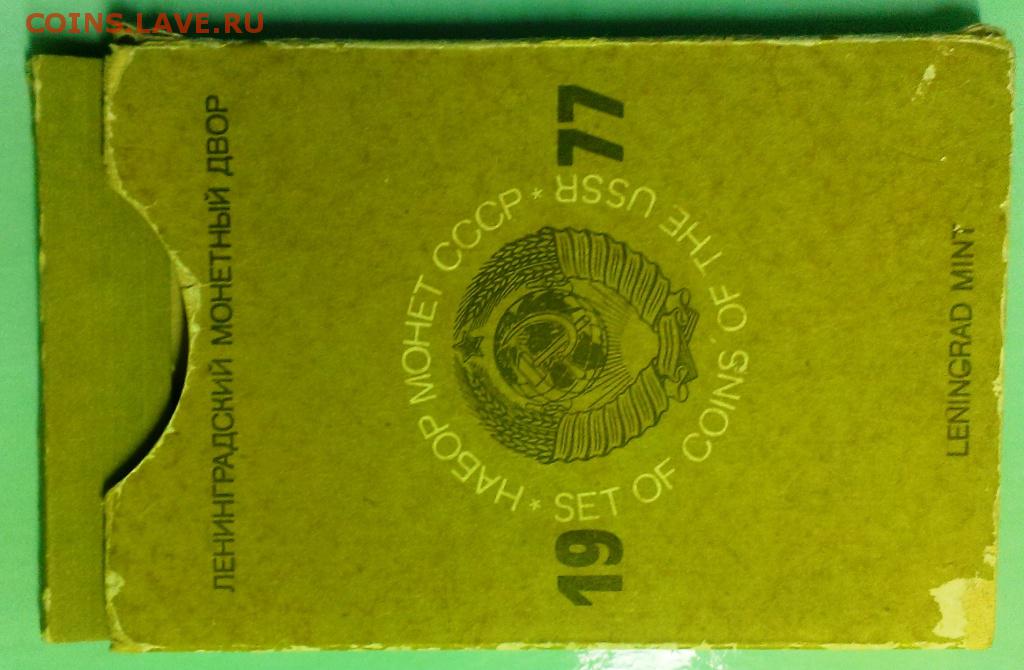 COINS.LAVE.RU
ЛЕНИНГРАДСКИЙ МОНЕТНЫЙ ДВОР
НАБОР МОНЕТ СССР *
19 77
* SET OF COINS OF THE USSR
LENINGRAD MINT